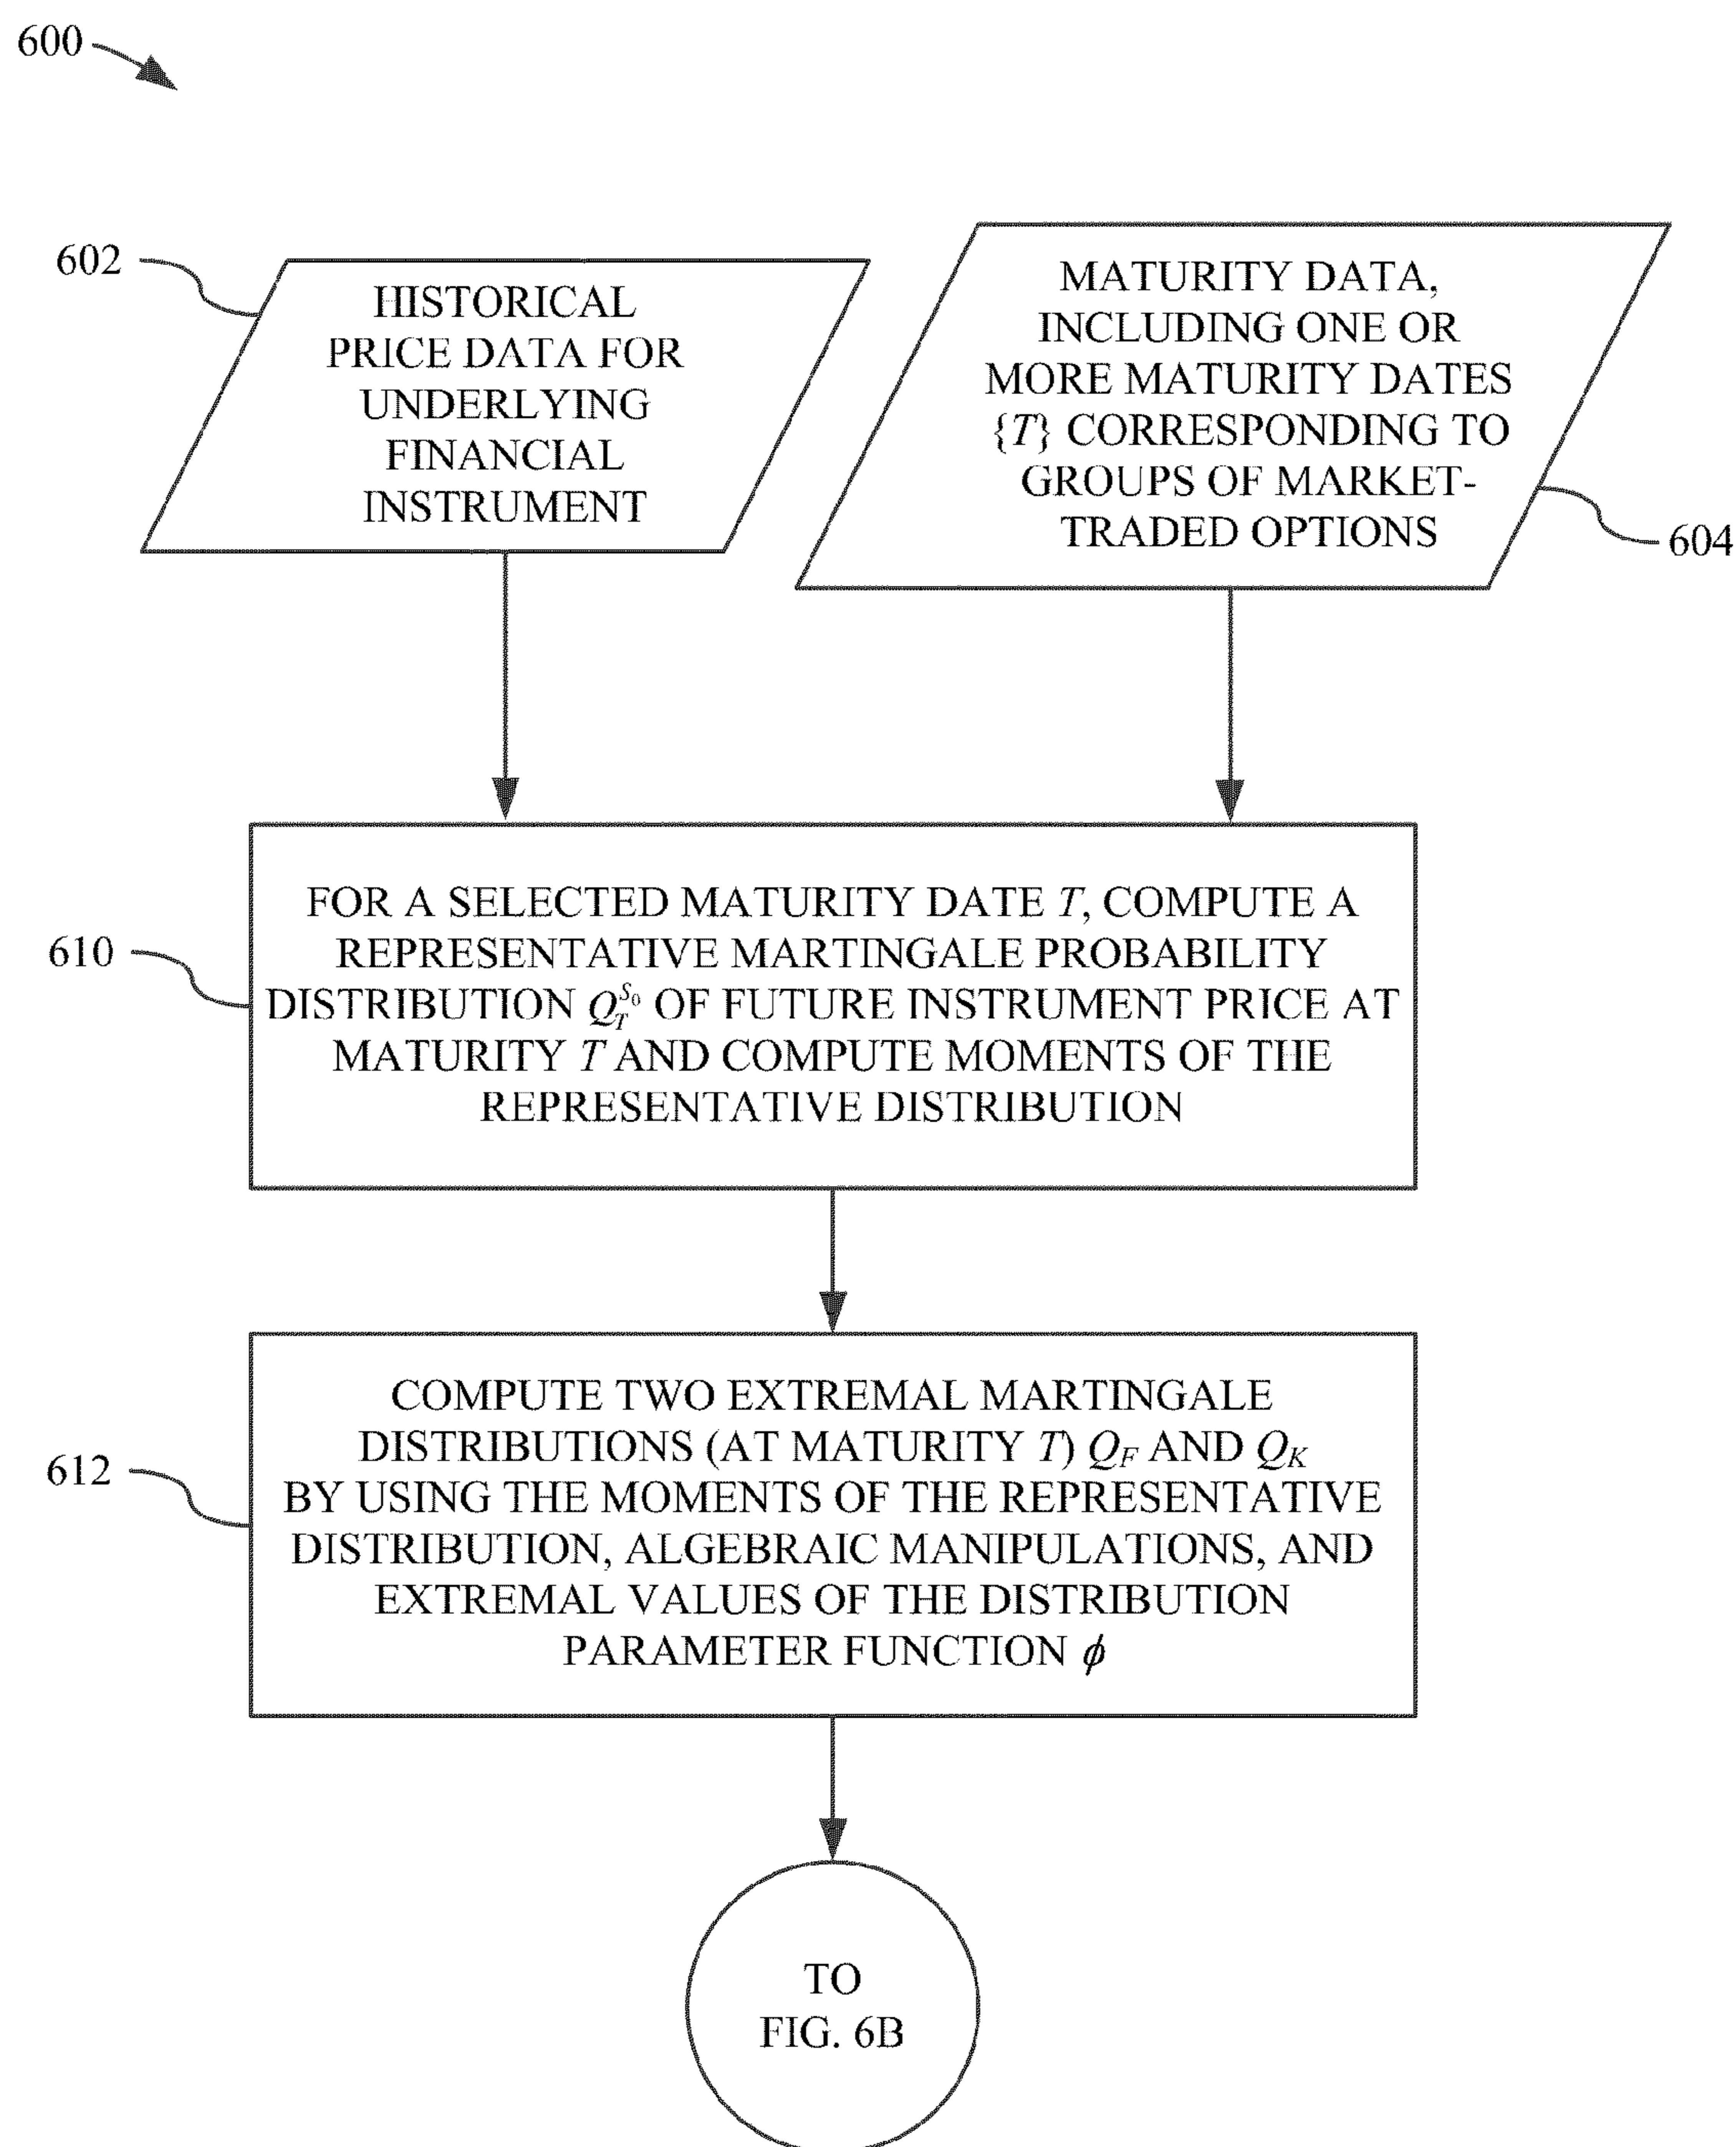 600
602
HISTORICAL
PRICE DATA FOR
UNDERLYING
FINANCIAL
INSTRUMENT
MATURITY DATA,
INCLUDING ONE OR
MORE MATURITY DATES
{T} CORRESPONDING TO
GROUPS OF MARKET-
TRADED OPTIONS
604
610
FOR A SELECTED MATURITY DATE T, COMPUTE A
REPRESENTATIVE MARTINGALE PROBABILITY
DISTRIBUTION Q_T^{S_0} OF FUTURE INSTRUMENT PRICE AT
MATURITY T AND COMPUTE MOMENTS OF THE
REPRESENTATIVE DISTRIBUTION
612
COMPUTE TWO EXTREMAL MARTINGALE
DISTRIBUTIONS (AT MATURITY T) Q_F AND Q_K
BY USING THE MOMENTS OF THE REPRESENTATIVE
DISTRIBUTION, ALGEBRAIC MANIPULATIONS, AND
EXTREMAL VALUES OF THE DISTRIBUTION
PARAMETER FUNCTION ϕ
TO
FIG. 6B